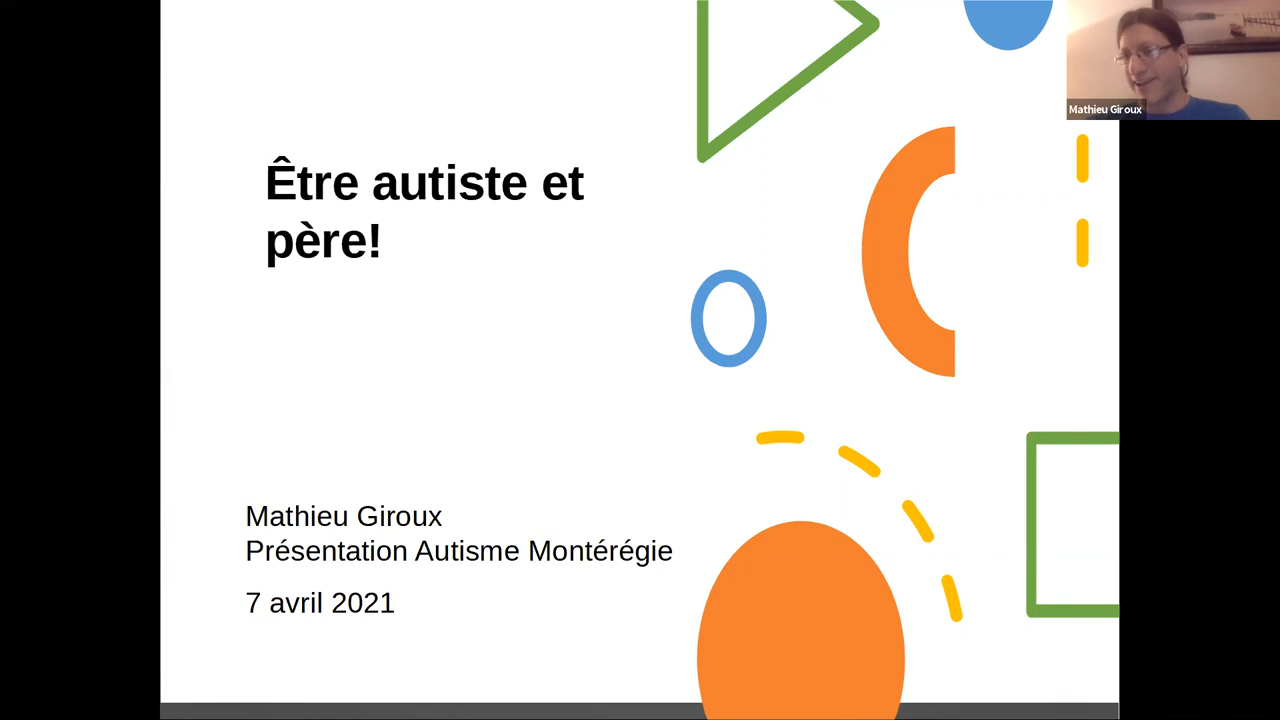 Mathieu Giroux
Être autiste et
père!
Mathieu Giroux
Présentation Autisme Montérégie
7 avril 2021